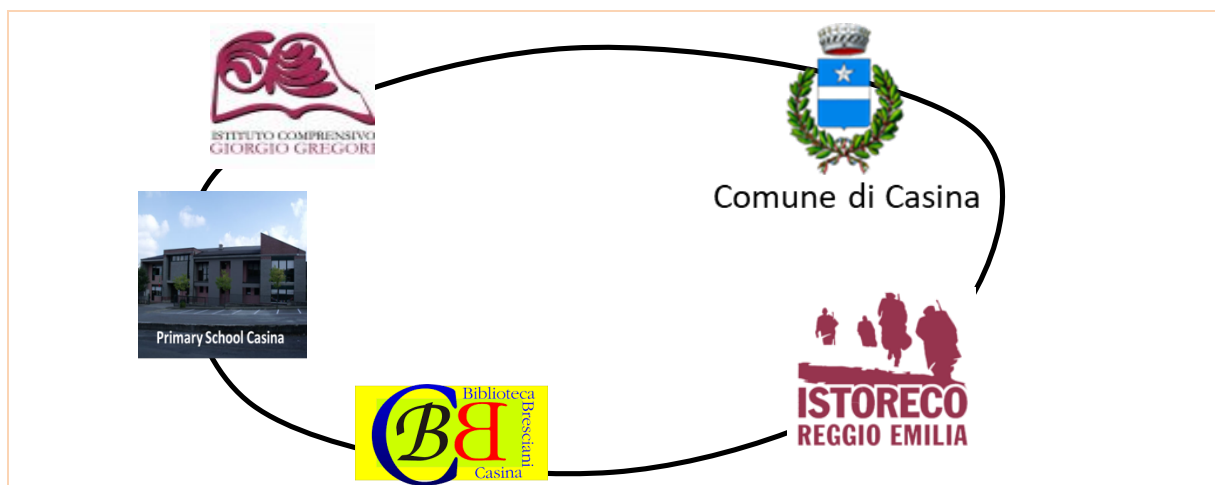 ISTITUTO COMPRENSIVO
GIORGIO GREGORI
Comune di Casina
Primary School Casina
ISTORECO
REGGIO EMILIA
CBB
Biblioteca
Bresciani
Casina